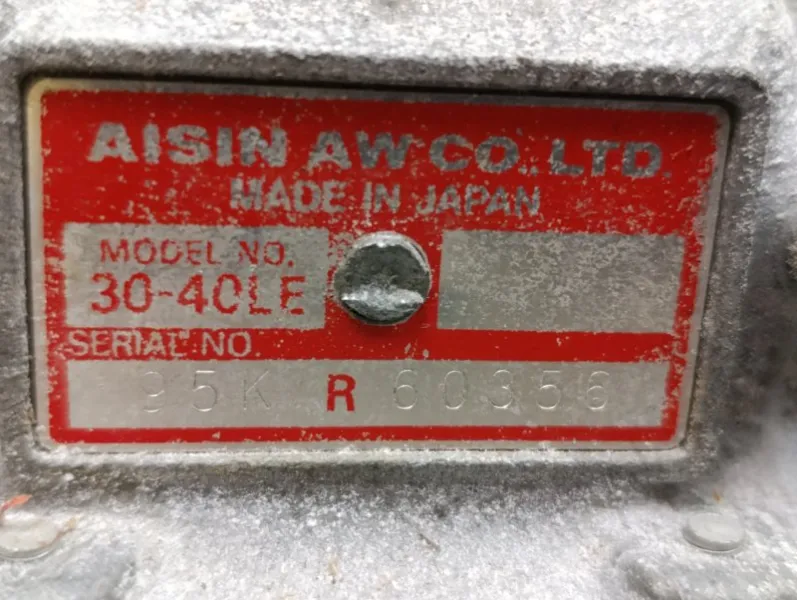 AISIN AW CO., LTD.
MADE IN JAPAN
MODEL NO.
30-40LE
SERIAL NO.
95K R 60356